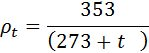 ρt = 353 / (273 + t )